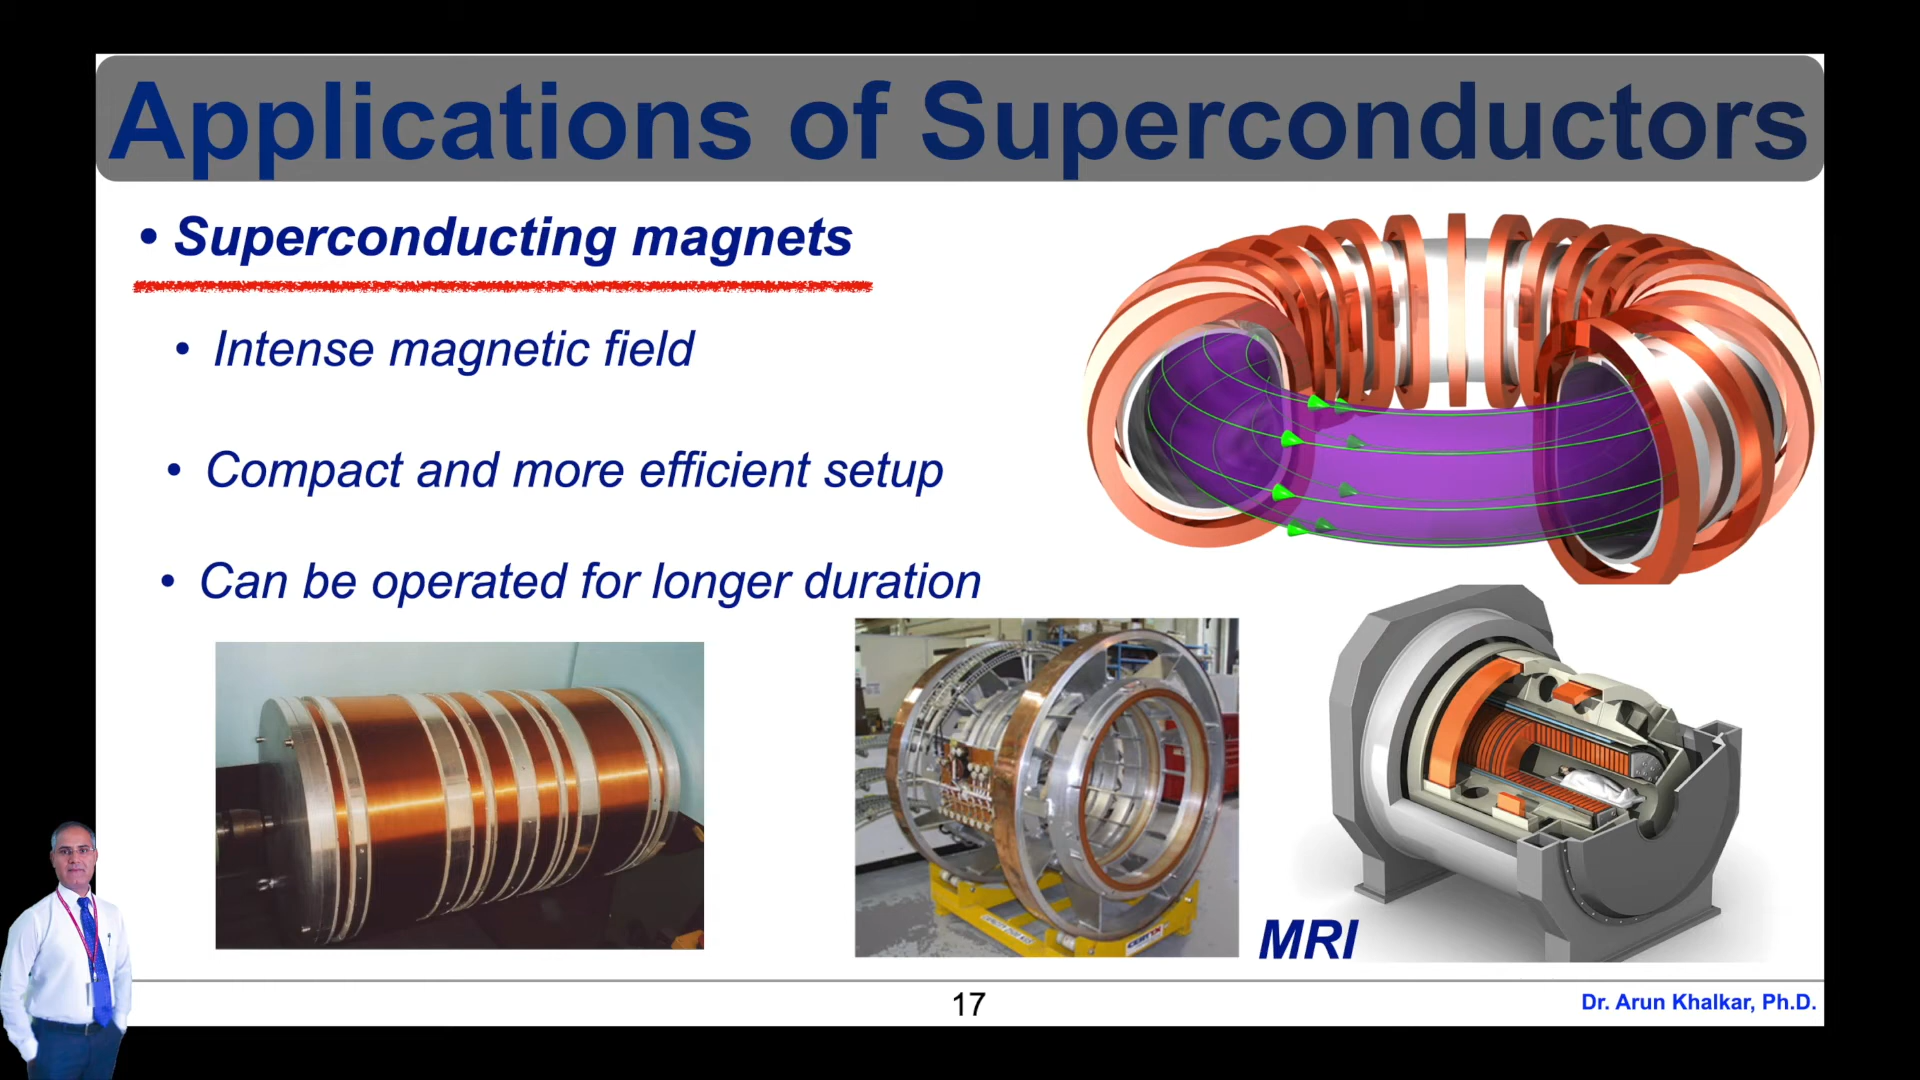 Applications of Superconductors
• Superconducting magnets
• Intense magnetic field
• Compact and more efficient setup
• Can be operated for longer duration
MRI
17
Dr. Arun Khalkar, Ph.D.